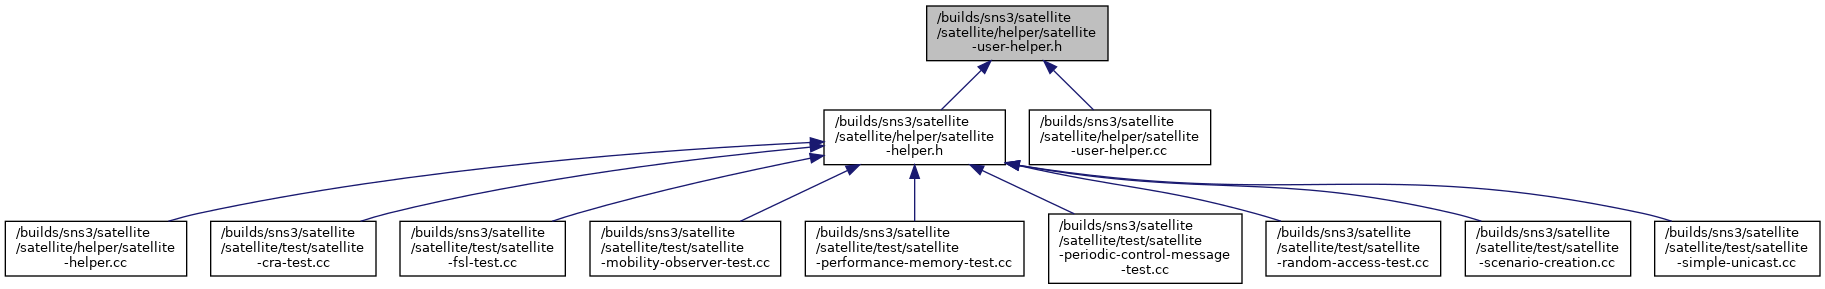 /builds/sns3/satellite
/satellite/helper/satellite
-user-helper.h
/builds/sns3/satellite
/satellite/helper/satellite
-helper.h
/builds/sns3/satellite
/satellite/helper/satellite
-user-helper.cc
/builds/sns3/satellite
/satellite/helper/satellite
-helper.cc
/builds/sns3/satellite
/satellite/test/satellite
-cra-test.cc
/builds/sns3/satellite
/satellite/test/satellite
-fsl-test.cc
/builds/sns3/satellite
/satellite/test/satellite
-mobility-observer-test.cc
/builds/sns3/satellite
/satellite/test/satellite
-performance-memory-test.cc
/builds/sns3/satellite
/satellite/test/satellite
-periodic-control-message
-test.cc
/builds/sns3/satellite
/satellite/test/satellite
-random-access-test.cc
/builds/sns3/satellite
/satellite/test/satellite
-scenario-creation.cc
/builds/sns3/satellite
/satellite/test/satellite
-simple-unicast.cc